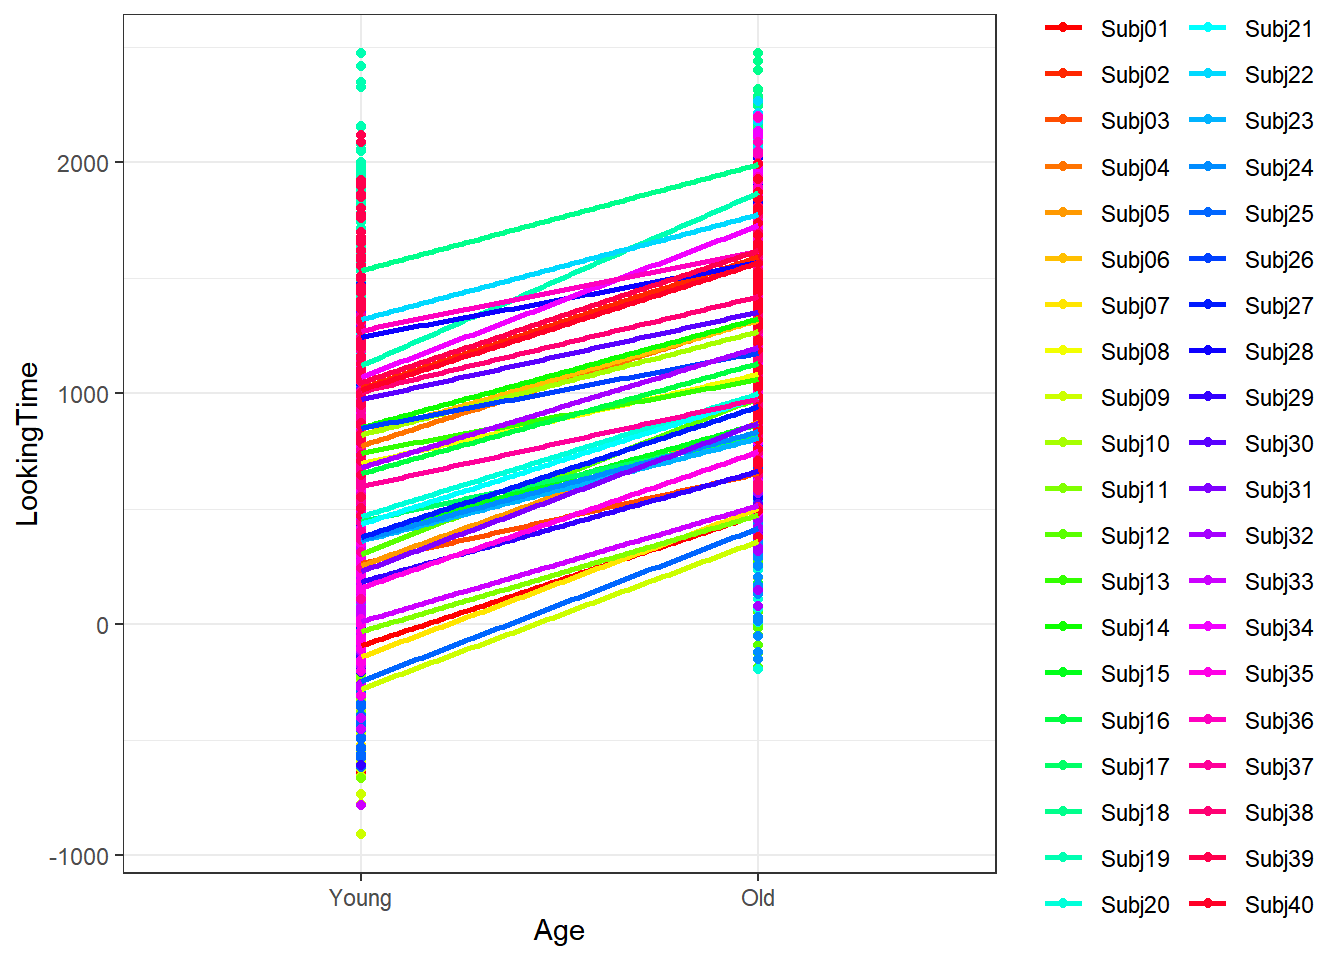 2000
1000
0
-1000
LookingTime
Young Old
Age
Subj01 Subj21
Subj02 Subj22
Subj03 Subj23
Subj04 Subj24
Subj05 Subj25
Subj06 Subj26
Subj07 Subj27
Subj08 Subj28
Subj09 Subj29
Subj10 Subj30
Subj11 Subj31
Subj12 Subj32
Subj13 Subj33
Subj14 Subj34
Subj15 Subj35
Subj16 Subj36
Subj17 Subj37
Subj18 Subj38
Subj19 Subj39
Subj20 Subj40